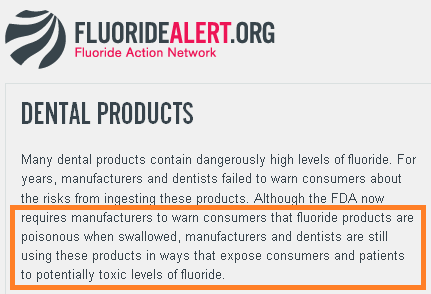 FLUORIDEALERT.ORG
Fluoride Action Network
DENTAL PRODUCTS
Many dental products contain dangerously high levels of fluoride. For
years, manufacturers and dentists failed to warn consumers about
the risks from ingesting these products. Although the FDA now
requires manufacturers to warn consumers that fluoride products are
poisonous when swallowed, manufacturers and dentists are still
using these products in ways that expose consumers and patients
to potentially toxic levels of fluoride.